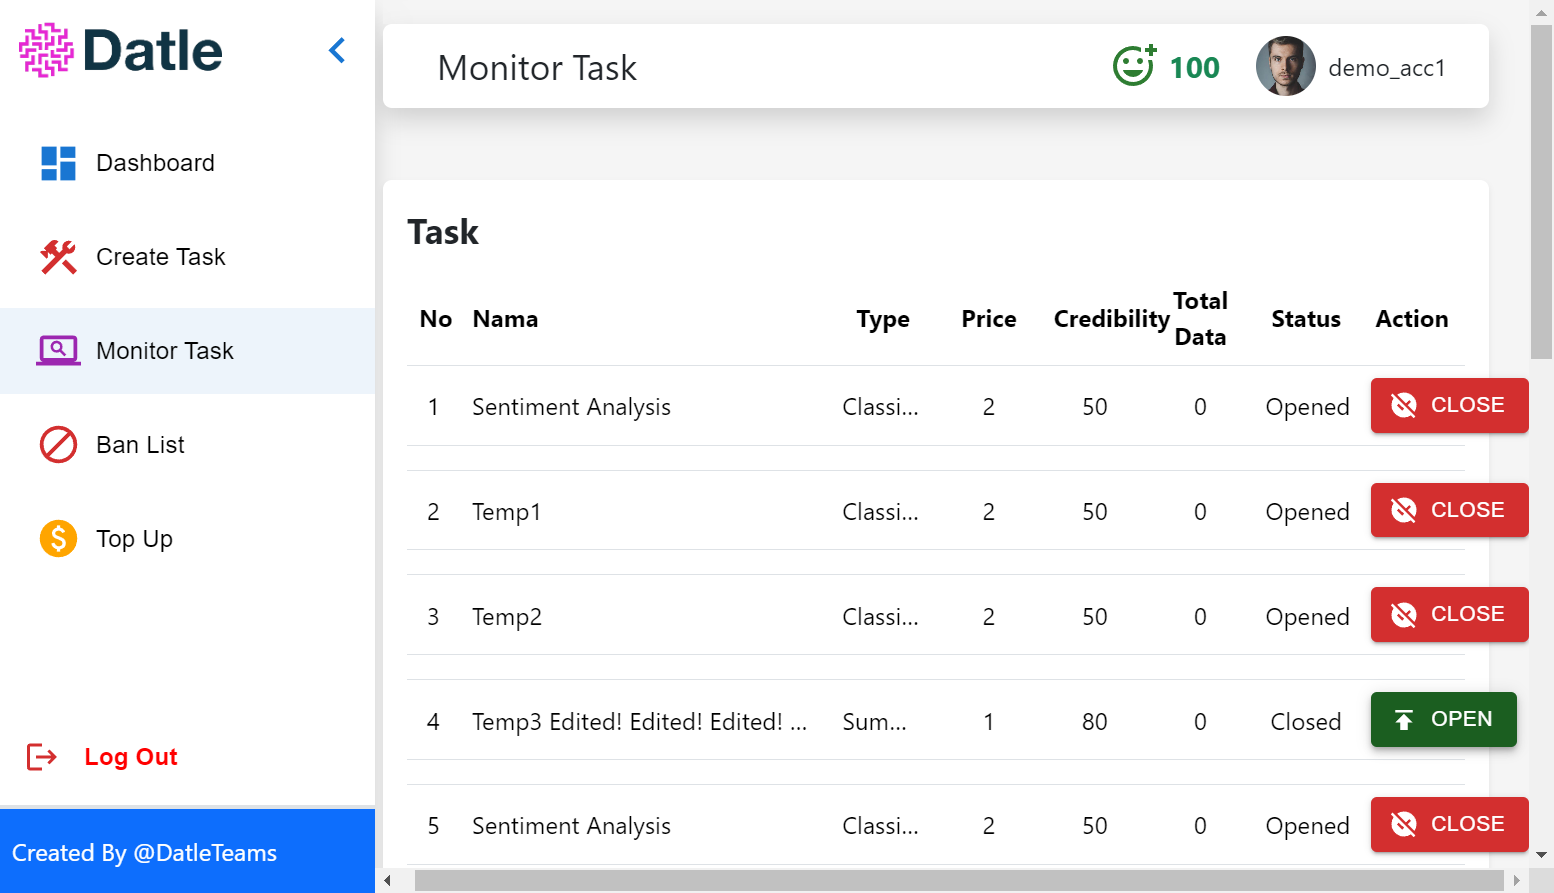 Datle
Monitor Task
100
demo_acc1
Dashboard
Create Task
Monitor Task
Ban List
Top Up
Log Out
Created By @DatleTeams
Task
No Nama Type Price Credibility Total Data Status Action
1 Sentiment Analysis Classi... 2 50 0 Opened CLOSE
2 Temp1 Classi... 2 50 0 Opened CLOSE
3 Temp2 Classi... 2 50 0 Opened CLOSE
4 Temp3 Edited! Edited! Edited! ... Sum... 1 80 0 Closed OPEN
5 Sentiment Analysis Classi... 2 50 0 Opened CLOSE